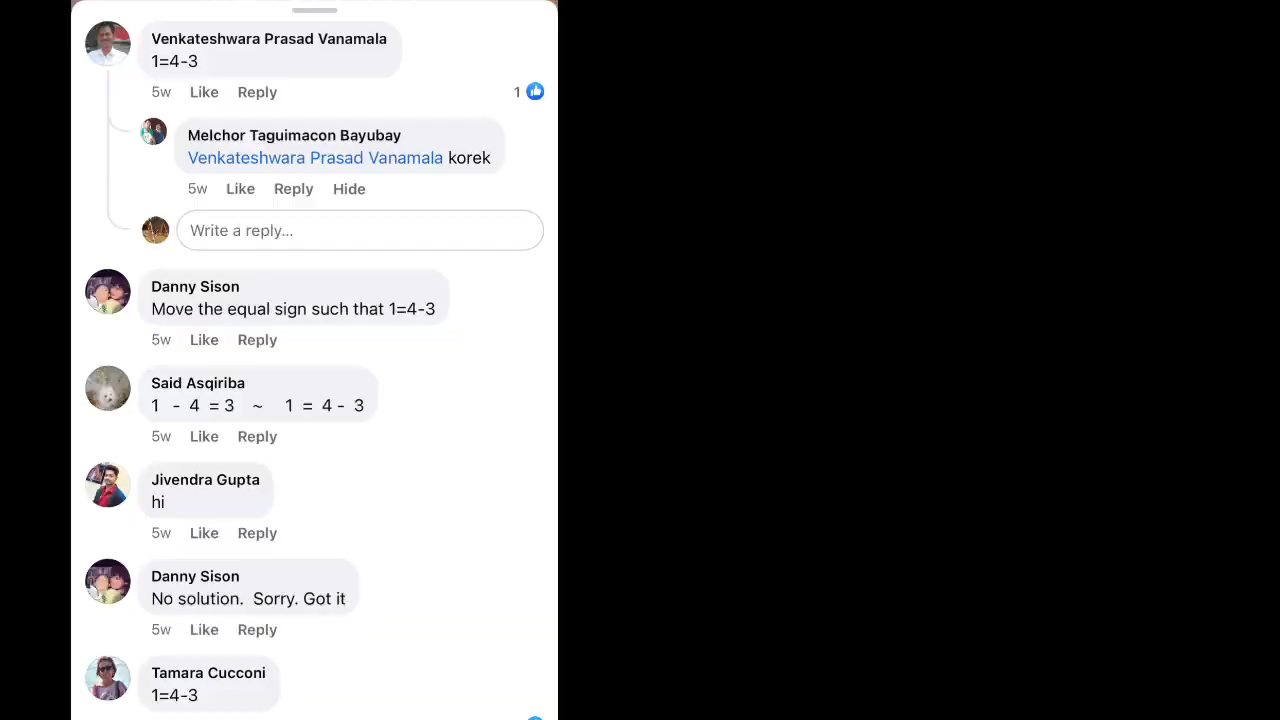 Venkateshwara Prasad Vanamala
1=4-3
5w Like Reply 1
Melchor Taguimacon Bayubay
Venkateshwara Prasad Vanamala korek
5w Like Reply Hide
Write a reply...
Danny Sison
Move the equal sign such that 1=4-3
5w Like Reply
Said Asqiriba
1 - 4 = 3 ~ 1 = 4 - 3
5w Like Reply
Jivendra Gupta
hi
5w Like Reply
Danny Sison
No solution. Sorry. Got it
5w Like Reply
Tamara Cucconi
1=4-3